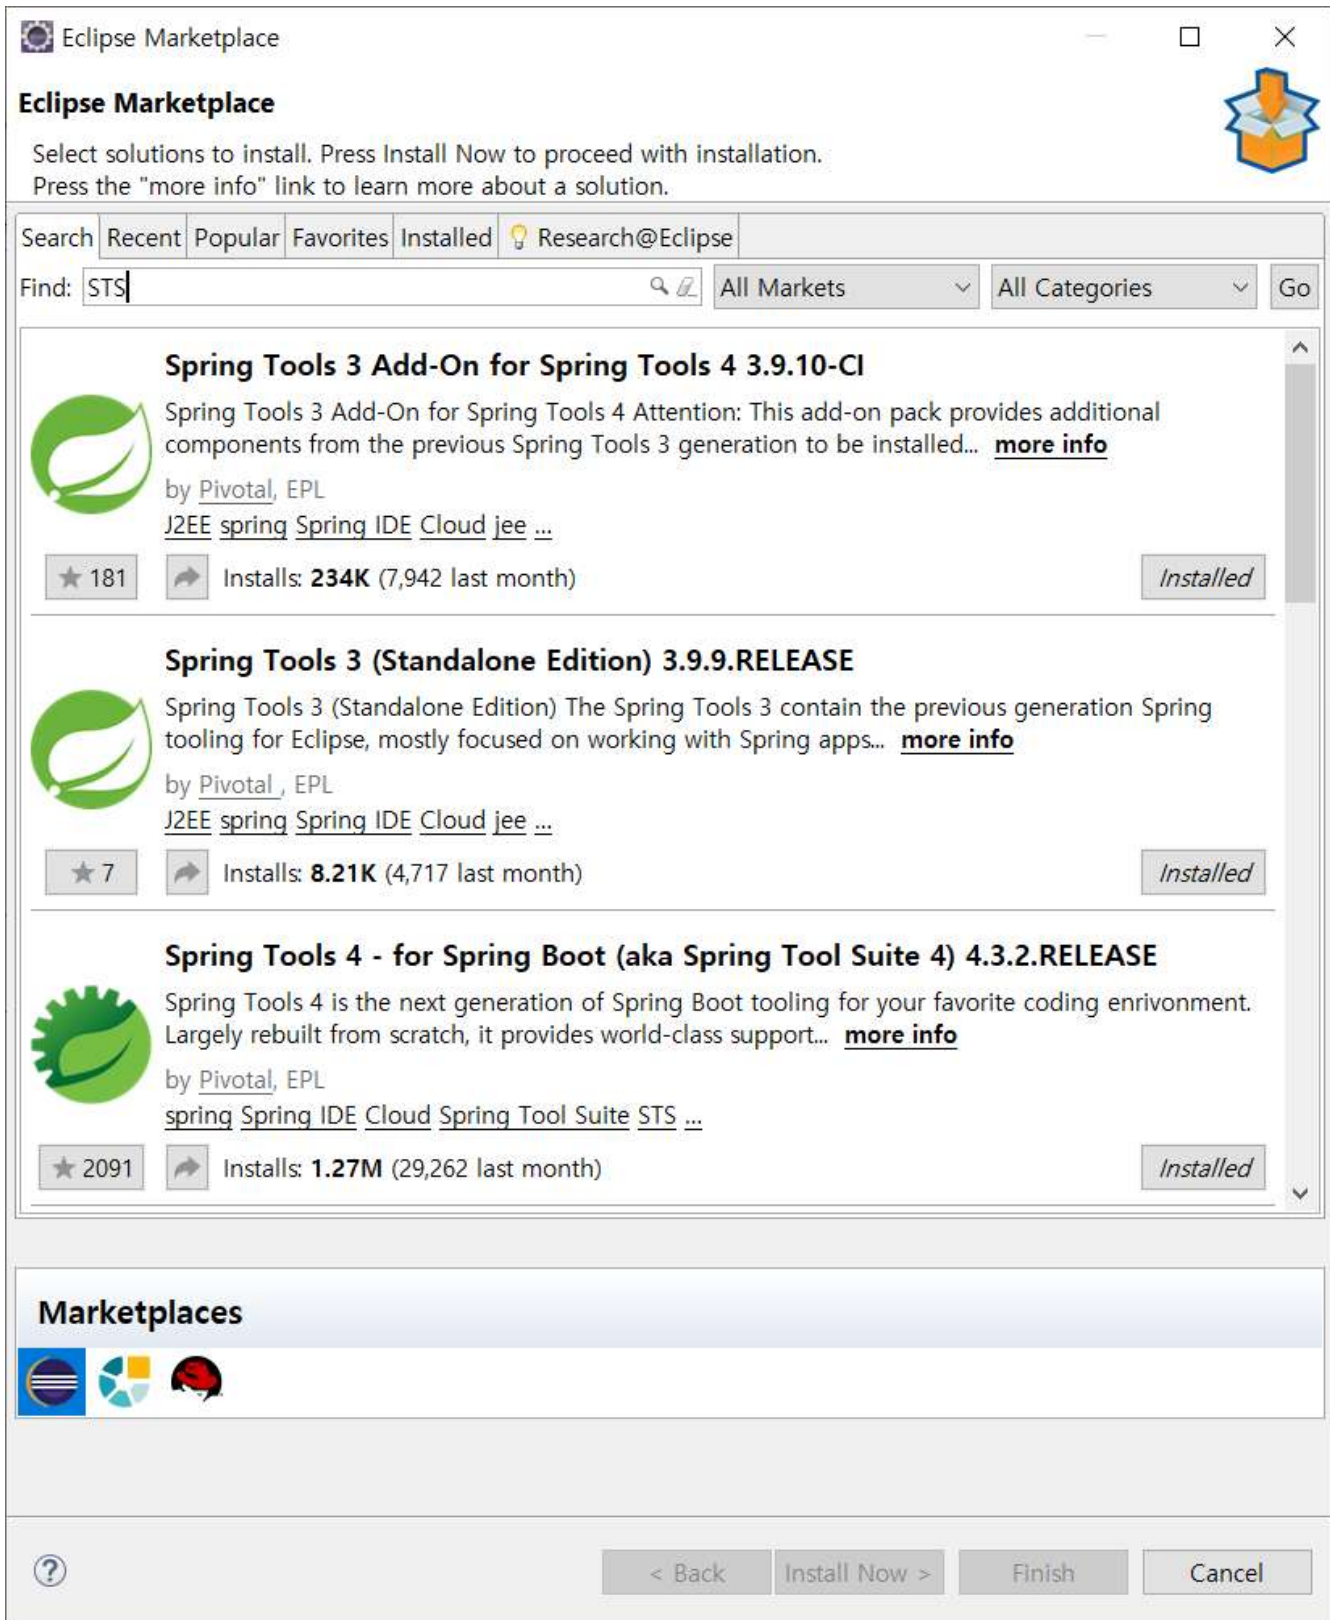 Eclipse Marketplace
Eclipse Marketplace
Select solutions to install. Press Install Now to proceed with installation.
Press the "more info" link to learn more about a solution.
Search Recent Popular Favorites Installed Research@Eclipse
Find: STS All Markets All Categories Go
Spring Tools 3 Add-On for Spring Tools 4 3.9.10-CI
Spring Tools 3 Add-On for Spring Tools 4 Attention: This add-on pack provides additional
components from the previous Spring Tools 3 generation to be installed... more info
by Pivotal, EPL
J2EE spring Spring IDE Cloud jee ...
181 Installs: 234K (7,942 last month) Installed
Spring Tools 3 (Standalone Edition) 3.9.9.RELEASE
Spring Tools 3 (Standalone Edition) The Spring Tools 3 contain the previous generation Spring
tooling for Eclipse, mostly focused on working with Spring apps... more info
by Pivotal , EPL
J2EE spring Spring IDE Cloud jee ...
7 Installs: 8.21K (4,717 last month) Installed
Spring Tools 4 - for Spring Boot (aka Spring Tool Suite 4) 4.3.2.RELEASE
Spring Tools 4 is the next generation of Spring Boot tooling for your favorite coding enrivonment.
Largely rebuilt from scratch, it provides world-class support... more info
by Pivotal, EPL
spring Spring IDE Cloud Spring Tool Suite STS ...
2091 Installs: 1.27M (29,262 last month) Installed
Marketplaces
? < Back Install Now > Finish Cancel